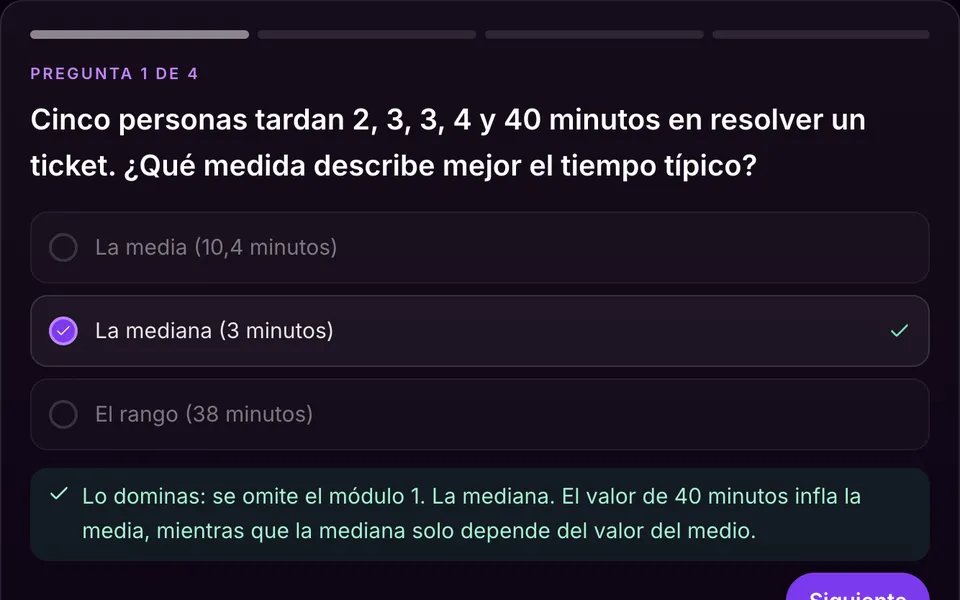 PREGUNTA 1 DE 4
Cinco personas tardan 2, 3, 3, 4 y 40 minutos en resolver un
ticket. ¿Qué medida describe mejor el tiempo típico?
La media (10,4 minutos)
La mediana (3 minutos)
El rango (38 minutos)
Lo dominas: se omite el módulo 1. La mediana. El valor de 40 minutos infla la
media, mientras que la mediana solo depende del valor del medio.
Siguiente